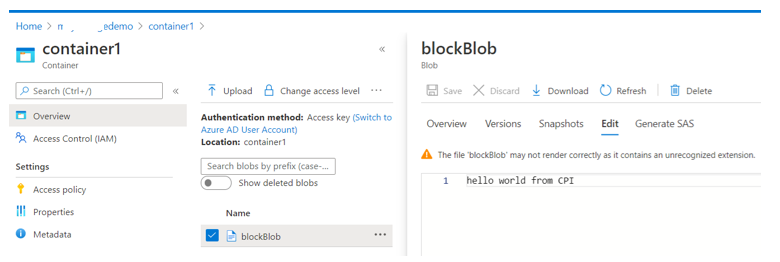 Home > edemo > container1 >
container1
Container
«
Search (Ctrl+/)
«
Overview
Access Control (IAM)
Settings
Access policy
Properties
Metadata
Upload Change access level ...
Authentication method: Access key (Switch to
Azure AD User Account)
Location: container1
Search blobs by prefix (case-...
Show deleted blobs
Name
blockBlob ...
blockBlob
Blob
Save Discard Download Refresh Delete
Overview Versions Snapshots Edit Generate SAS
The file 'blockBlob' may not render correctly as it contains an unrecognized extension.
1 hello world from CPI